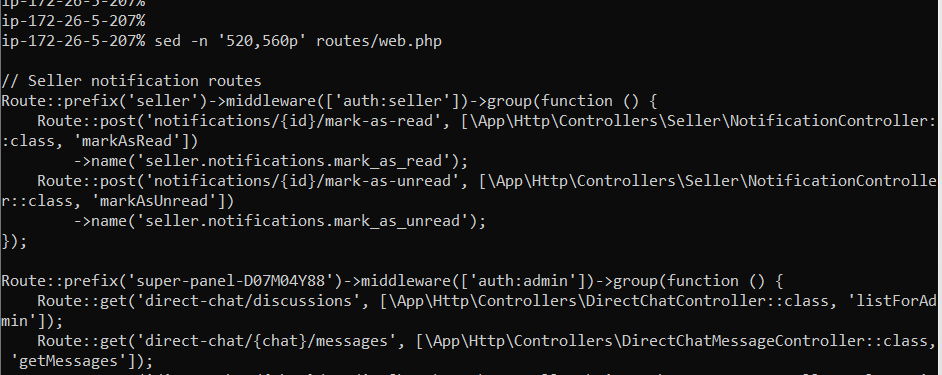 ip-172-26-5-207%
ip-172-26-5-207%
ip-172-26-5-207% sed -n '520,560p' routes/web.php
// Seller notification routes
Route::prefix('seller')->middleware(['auth:seller'])->group(function () {
    Route::post('notifications/{id}/mark-as-read', [\App\Http\Controllers\Seller\NotificationController:
:class, 'markAsRead'])
        ->name('seller.notifications.mark_as_read');
    Route::post('notifications/{id}/mark-as-unread', [\App\Http\Controllers\Seller\NotificationControlle
r::class, 'markAsUnread'])
        ->name('seller.notifications.mark_as_unread');
});
Route::prefix('super-panel-D07M04Y88')->middleware(['auth:admin'])->group(function () {
    Route::get('direct-chat/discussions', [\App\Http\Controllers\DirectChatController::class, 'listForAd
min']);
    Route::get('direct-chat/{chat}/messages', [\App\Http\Controllers\DirectChatMessageController::class,
 'getMessages']);